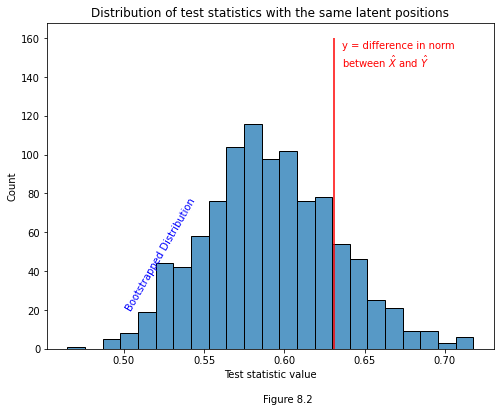 Distribution of test statistics with the same latent positions
160
140
120
100
80
60
40
20
0
Count
y = difference in norm
between X̂ and Ŷ
Bootstrapped Distribution
0.50 0.55 0.60 0.65 0.70
Test statistic value
Figure 8.2